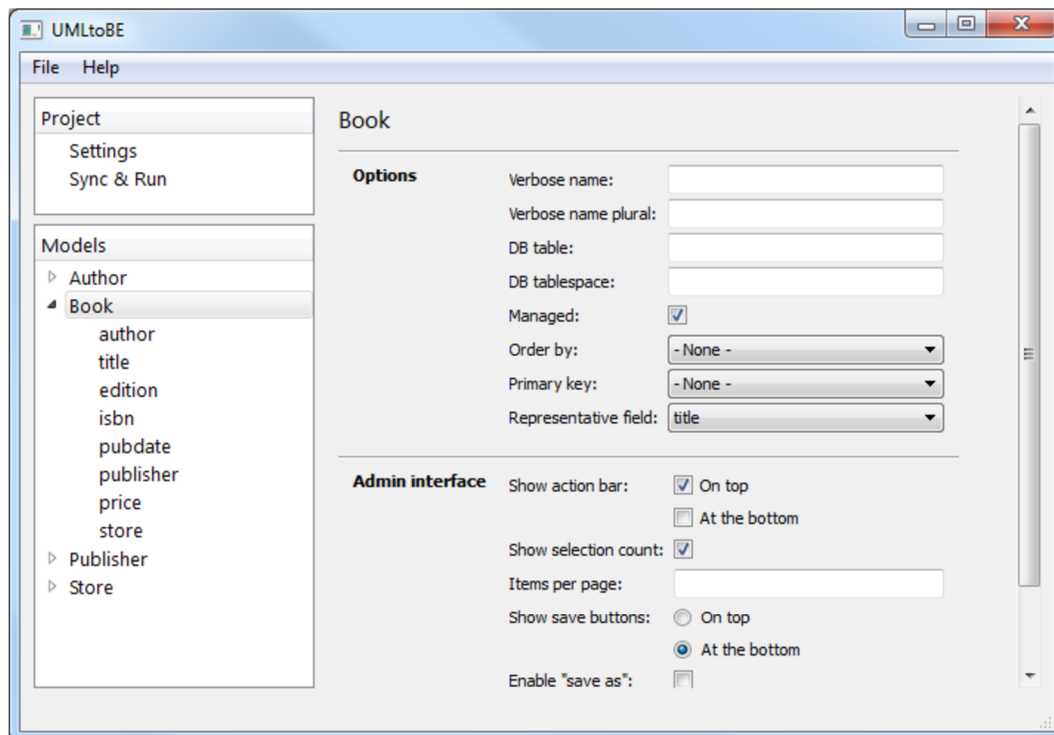 UMLtoBE
File Help
Project
Settings
Sync & Run
Models
Author
Book
author
title
edition
isbn
pubdate
publisher
price
store
Publisher
Store
Book
Options
Verbose name:
Verbose name plural:
DB table:
DB tablespace:
Managed:
Order by: - None -
Primary key: - None -
Representative field: title
Admin interface
Show action bar: On top
At the bottom
Show selection count:
Items per page:
Show save buttons: On top
At the bottom
Enable "save as":